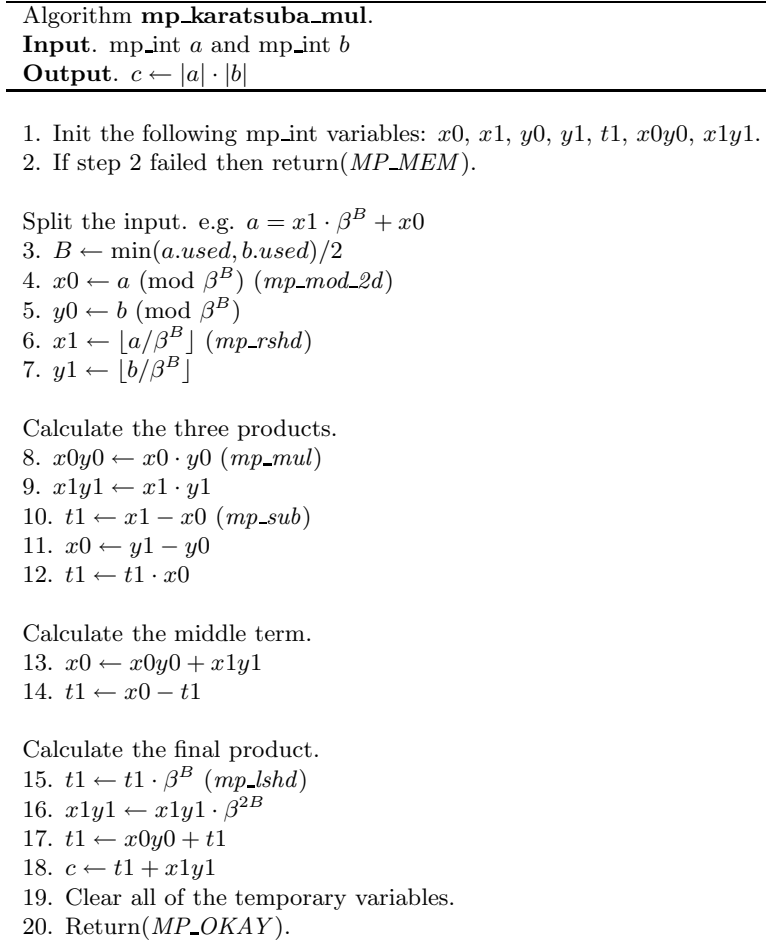 Algorithm mp_karatsuba_mul.
Input. mp_int a and mp_int b
Output. c ← |a| · |b|
1. Init the following mp_int variables: x0, x1, y0, y1, t1, x0y0, x1y1.
2. If step 2 failed then return(MP_MEM).
Split the input. e.g. a = x1 · β^B + x0
3. B ← min(a.used, b.used)/2
4. x0 ← a (mod β^B) (mp_mod_2d)
5. y0 ← b (mod β^B)
6. x1 ← ⌊a/β^B⌋ (mp_rshd)
7. y1 ← ⌊b/β^B⌋
Calculate the three products.
8. x0y0 ← x0 · y0 (mp_mul)
9. x1y1 ← x1 · y1
10. t1 ← x1 − x0 (mp_sub)
11. x0 ← y1 − y0
12. t1 ← t1 · x0
Calculate the middle term.
13. x0 ← x0y0 + x1y1
14. t1 ← x0 − t1
Calculate the final product.
15. t1 ← t1 · β^B (mp_lshd)
16. x1y1 ← x1y1 · β^2B
17. t1 ← x0y0 + t1
18. c ← t1 + x1y1
19. Clear all of the temporary variables.
20. Return(MP_OKAY).